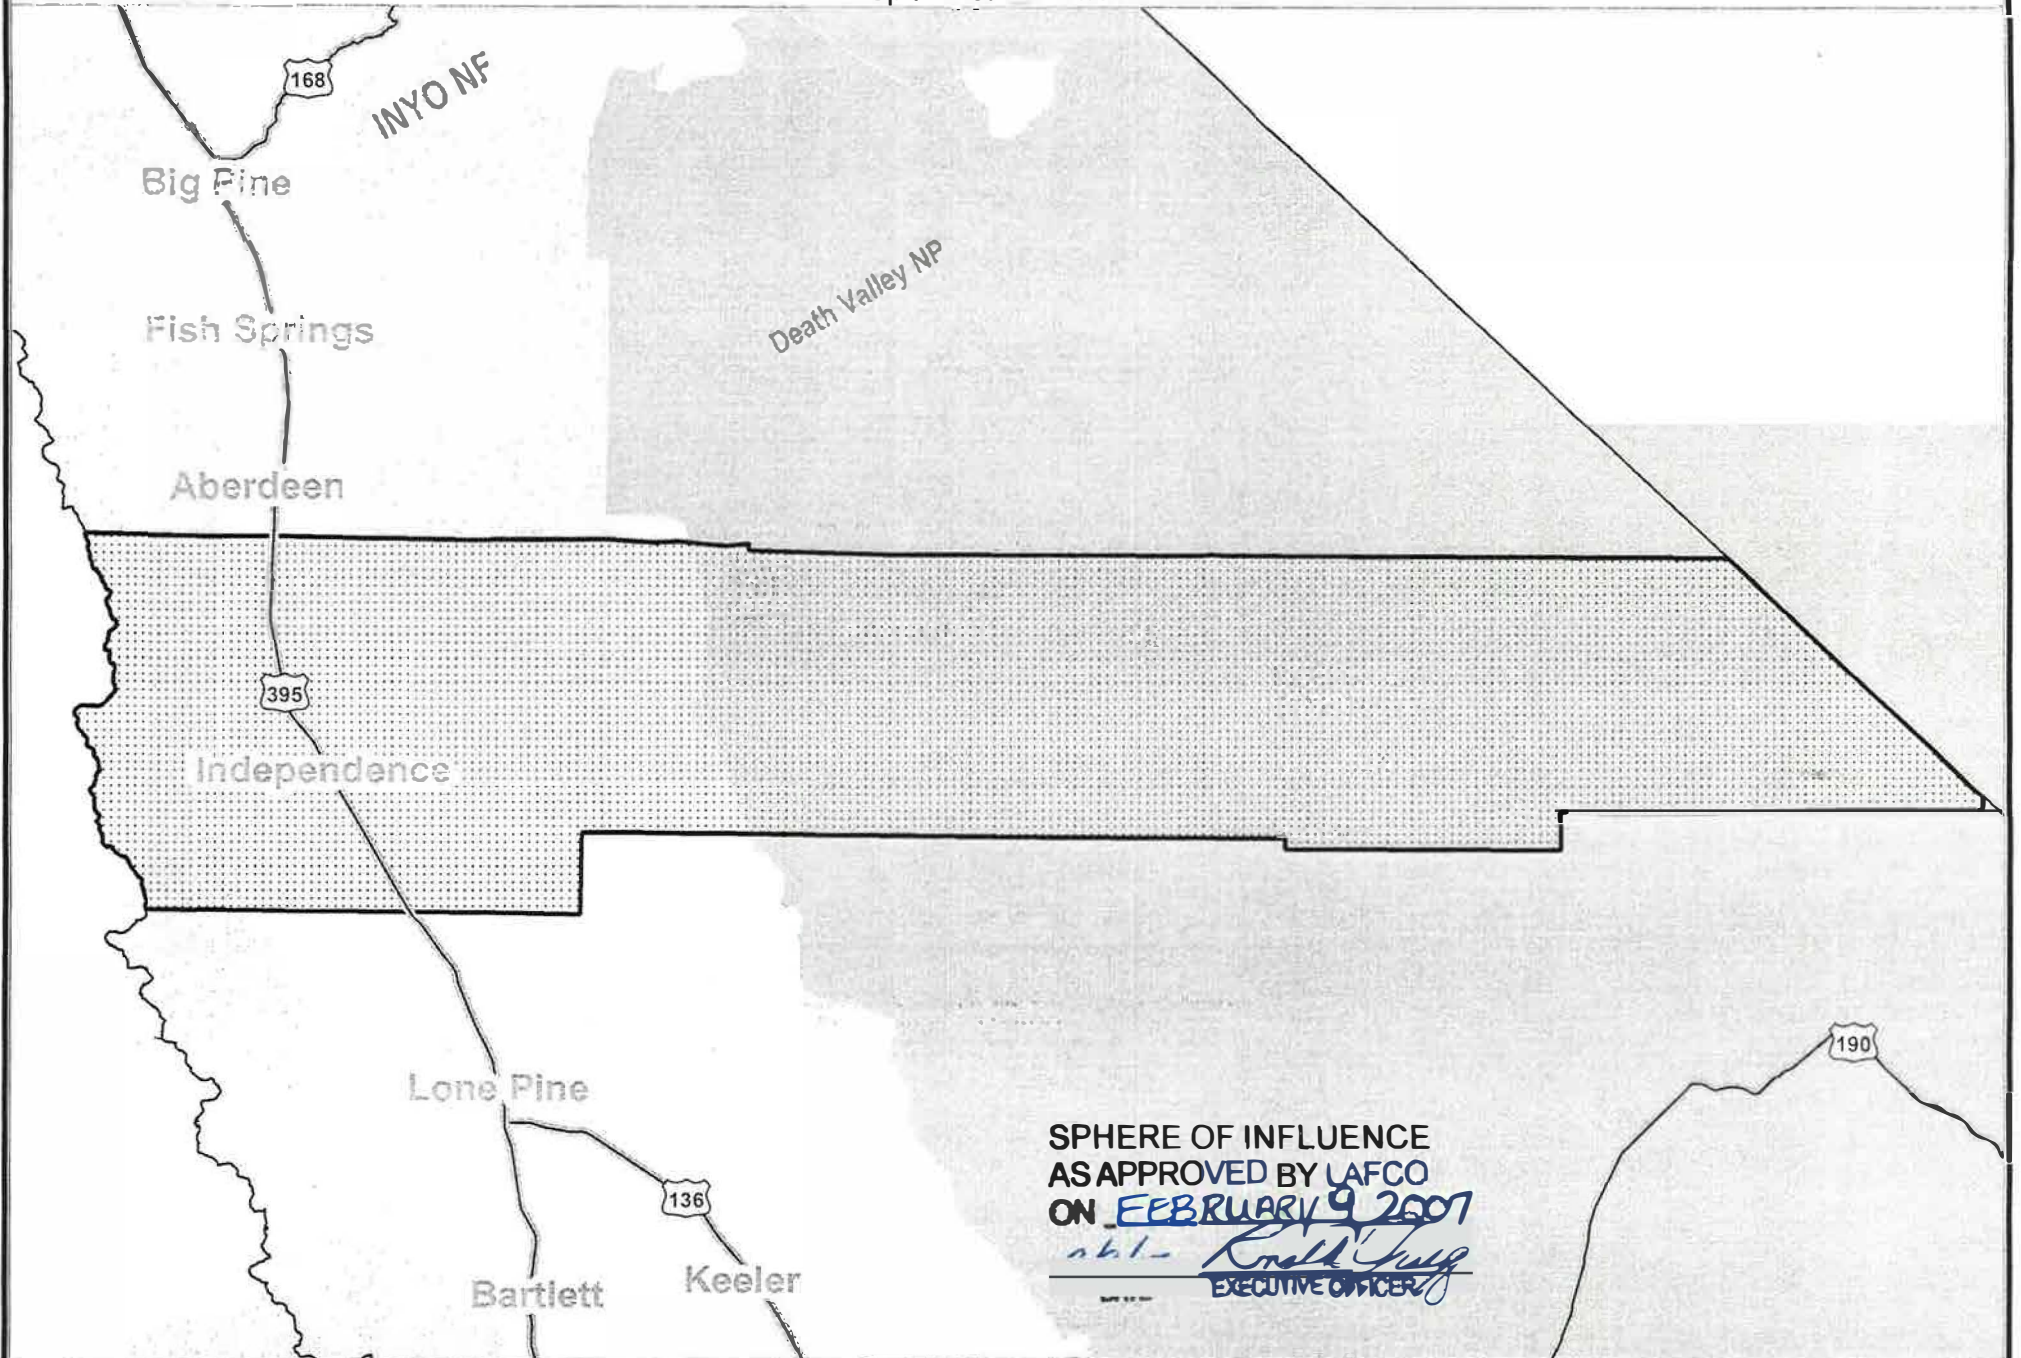 168
INYO NF
Big Pine
Death Valley NP
Fish Springs
Aberdeen
395
Independence
190
Lone Pine
SPHERE OF INFLUENCE
AS APPROVED BY LAFCO
ON FEBRUARY 9 2007
136
EXECUTIVE OFFICER
Keeler
Bartlett